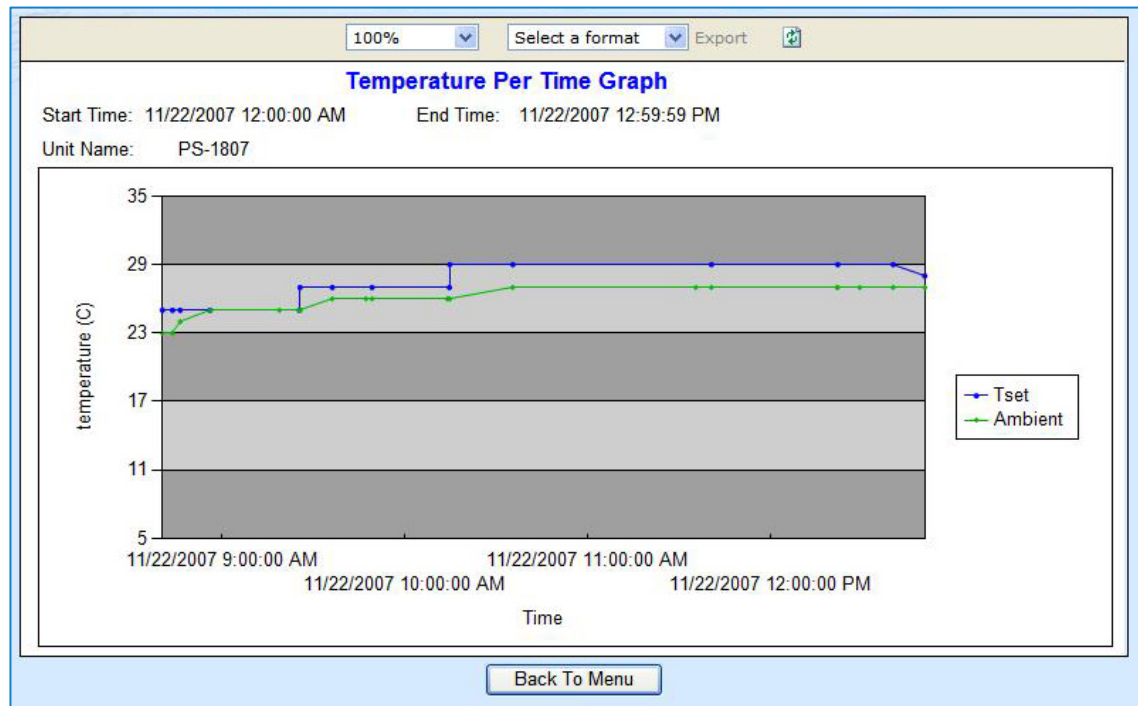 100% Select a format Export
Temperature Per Time Graph
Start Time: 11/22/2007 12:00:00 AM End Time: 11/22/2007 12:59:59 PM
Unit Name: PS-1807
35
29
23
17
11
5
temperature (C)
Tset
Ambient
11/22/2007 9:00:00 AM 11/22/2007 11:00:00 AM
11/22/2007 10:00:00 AM 11/22/2007 12:00:00 PM
Time
Back To Menu